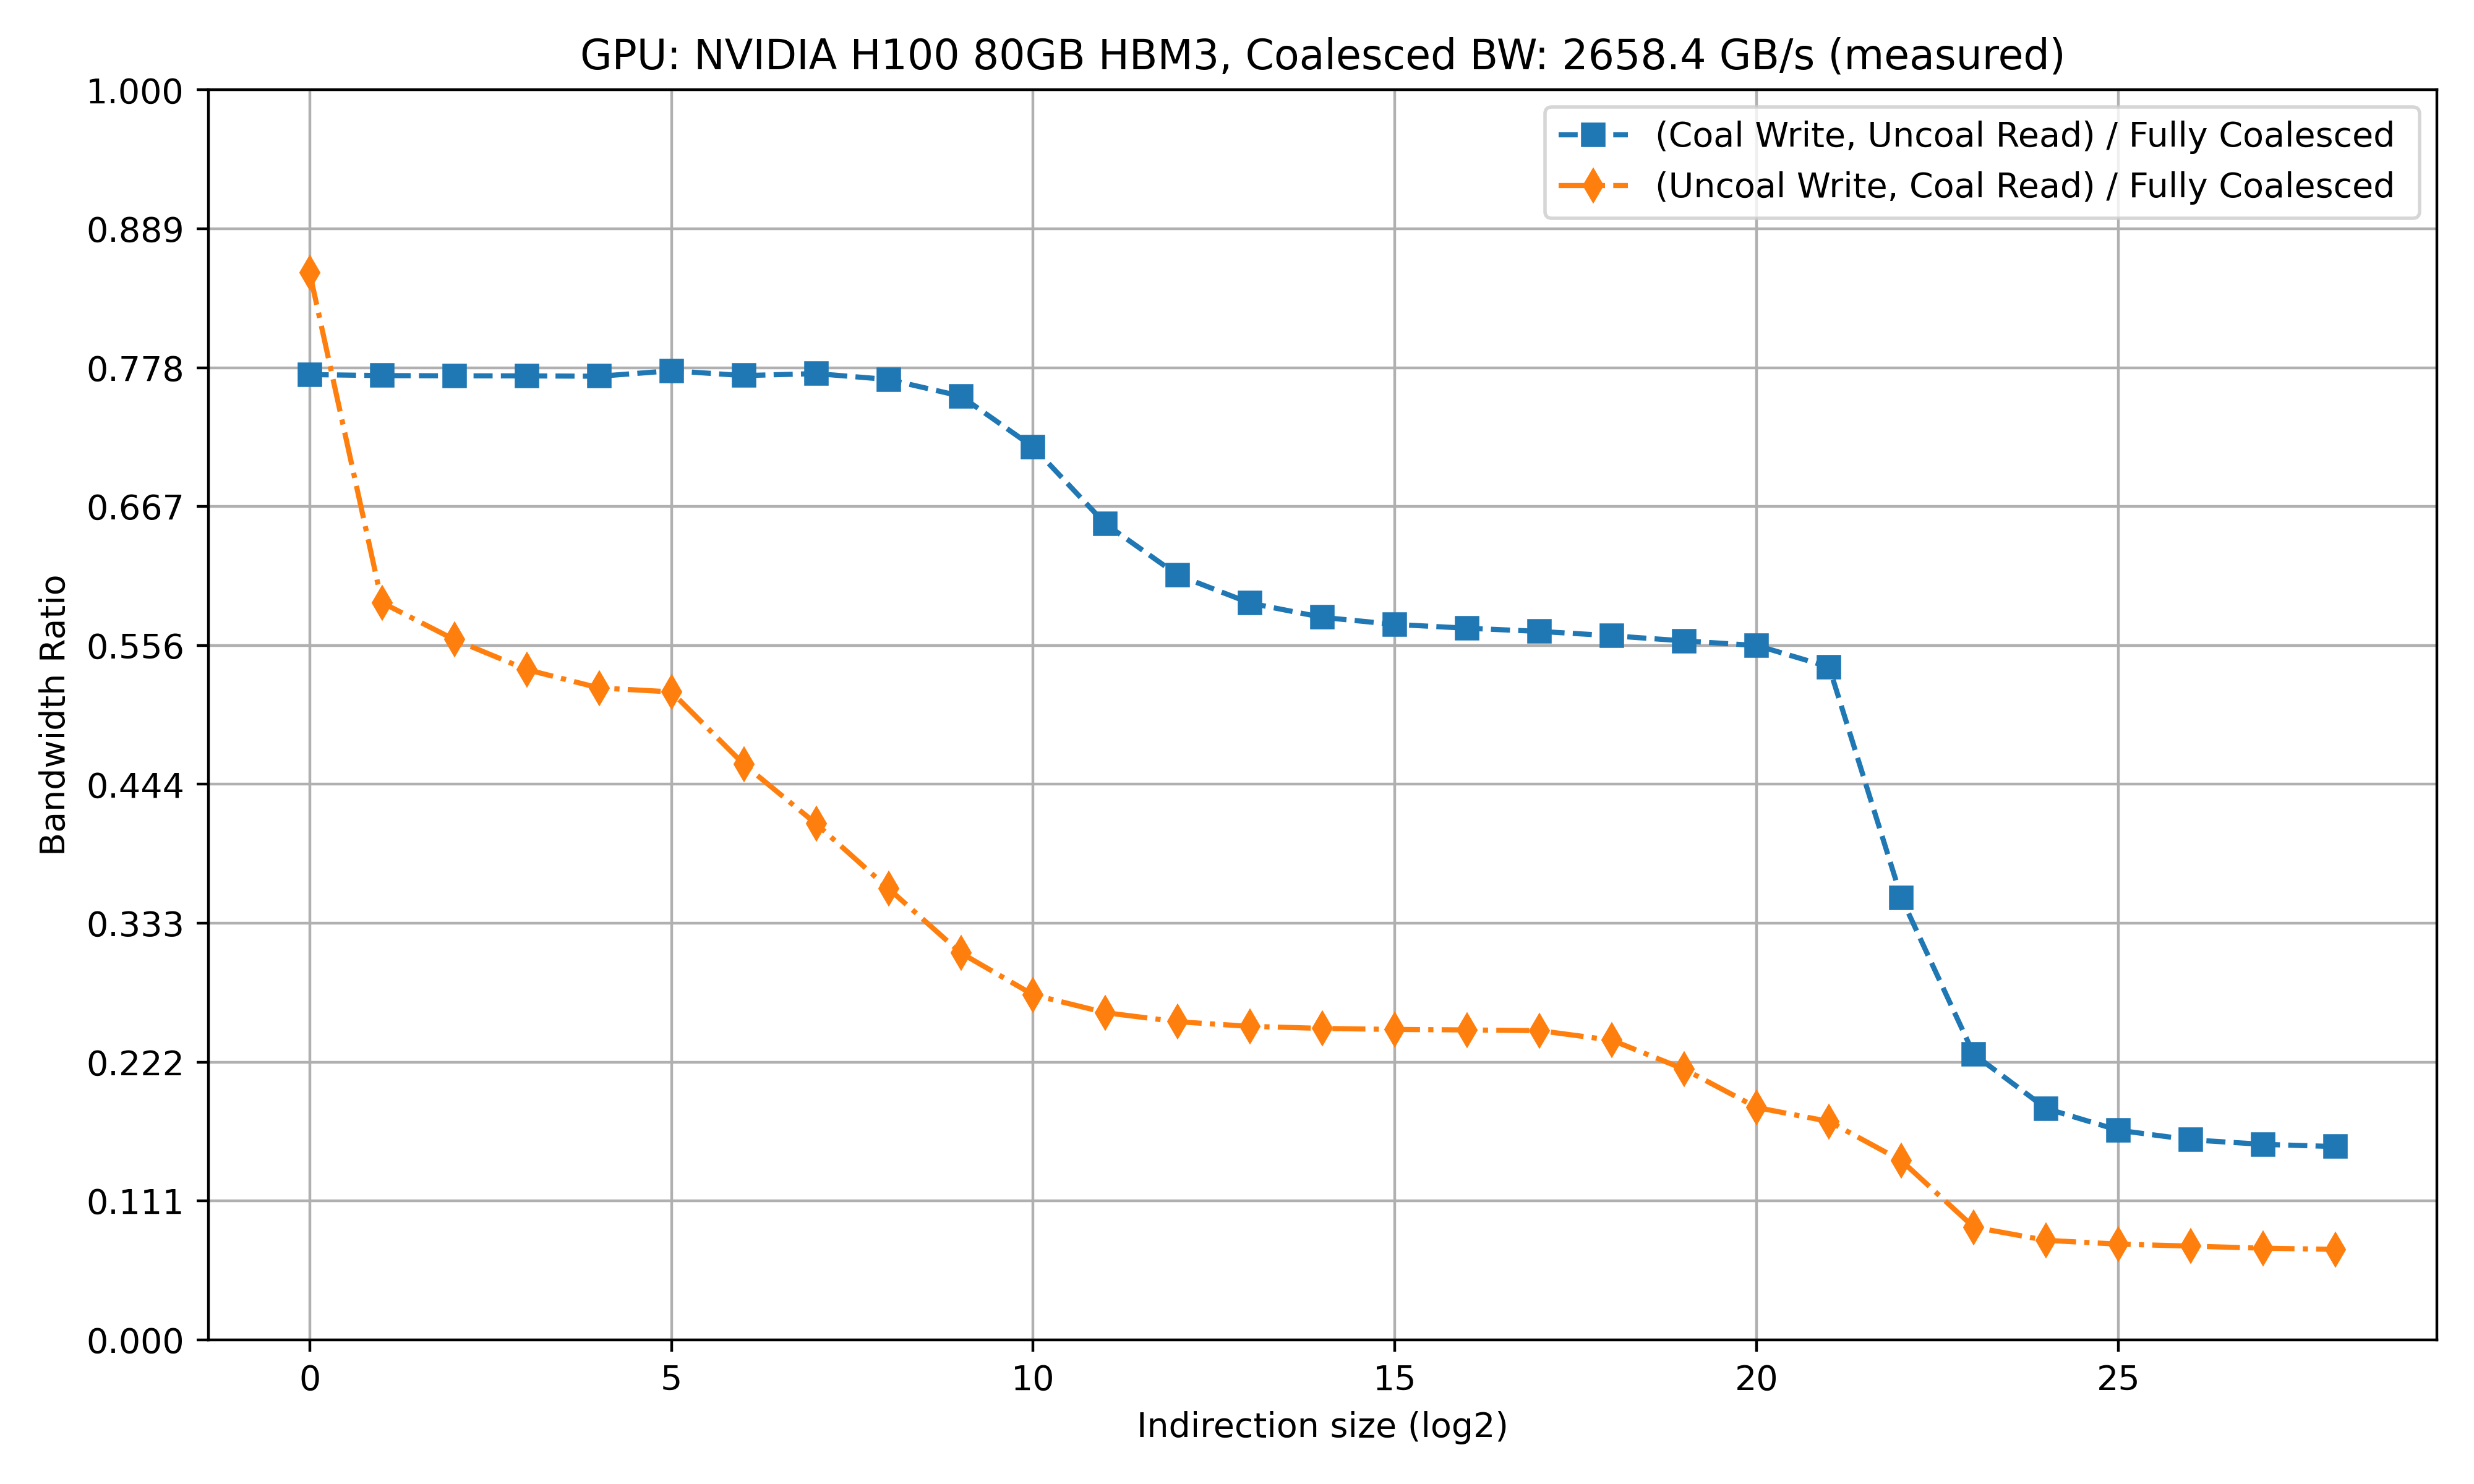 GPU: NVIDIA H100 80GB HBM3, Coalesced BW: 2658.4 GB/s (measured)
(Coal Write, Uncoal Read) / Fully Coalesced
(Uncoal Write, Coal Read) / Fully Coalesced
Bandwidth Ratio
1.000
0.889
0.778
0.667
0.556
0.444
0.333
0.222
0.111
0.000
0 5 10 15 20 25
Indirection size (log2)